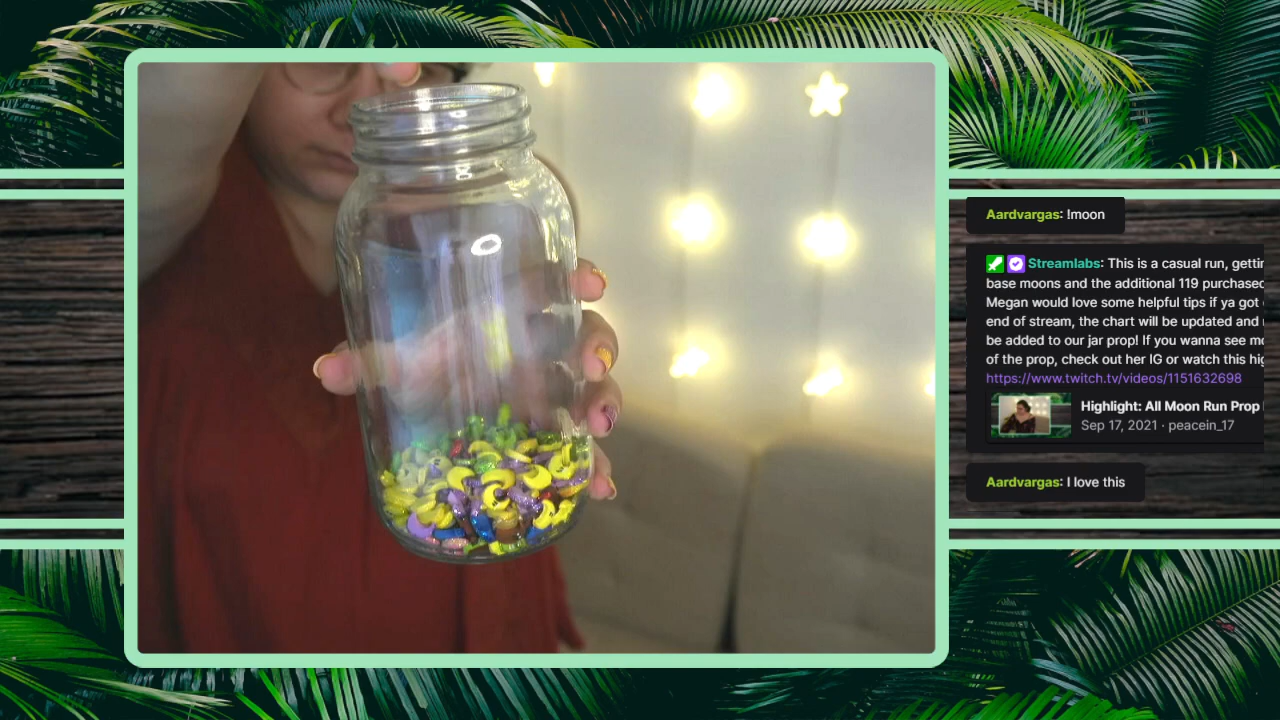 Aardvargas: !moon
Streamlabs: This is a casual run, gettin
base moons and the additional 119 purchased
Megan would love some helpful tips if ya got
end of stream, the chart will be updated and
be added to our jar prop! If you wanna see mo
of the prop, check out her IG or watch this hig
https://www.twitch.tv/videos/1151632698
Highlight: All Moon Run Prop
Sep 17, 2021 · peacein_17
Aardvargas: I love this